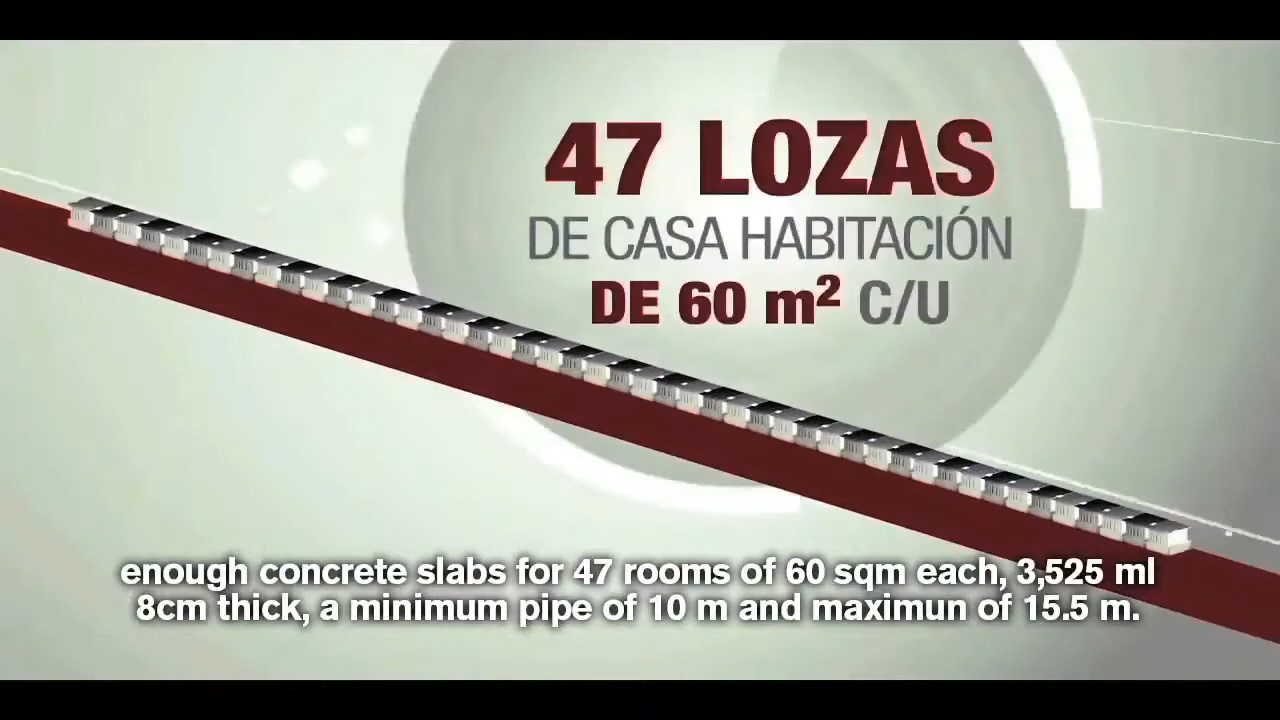 47 LOZAS
DE CASA HABITACIÓN
DE 60 m² C/U
enough concrete slabs for 47 rooms of 60 sqm each, 3,525 ml
8cm thick, a minimum pipe of 10 m and maximun of 15.5 m.